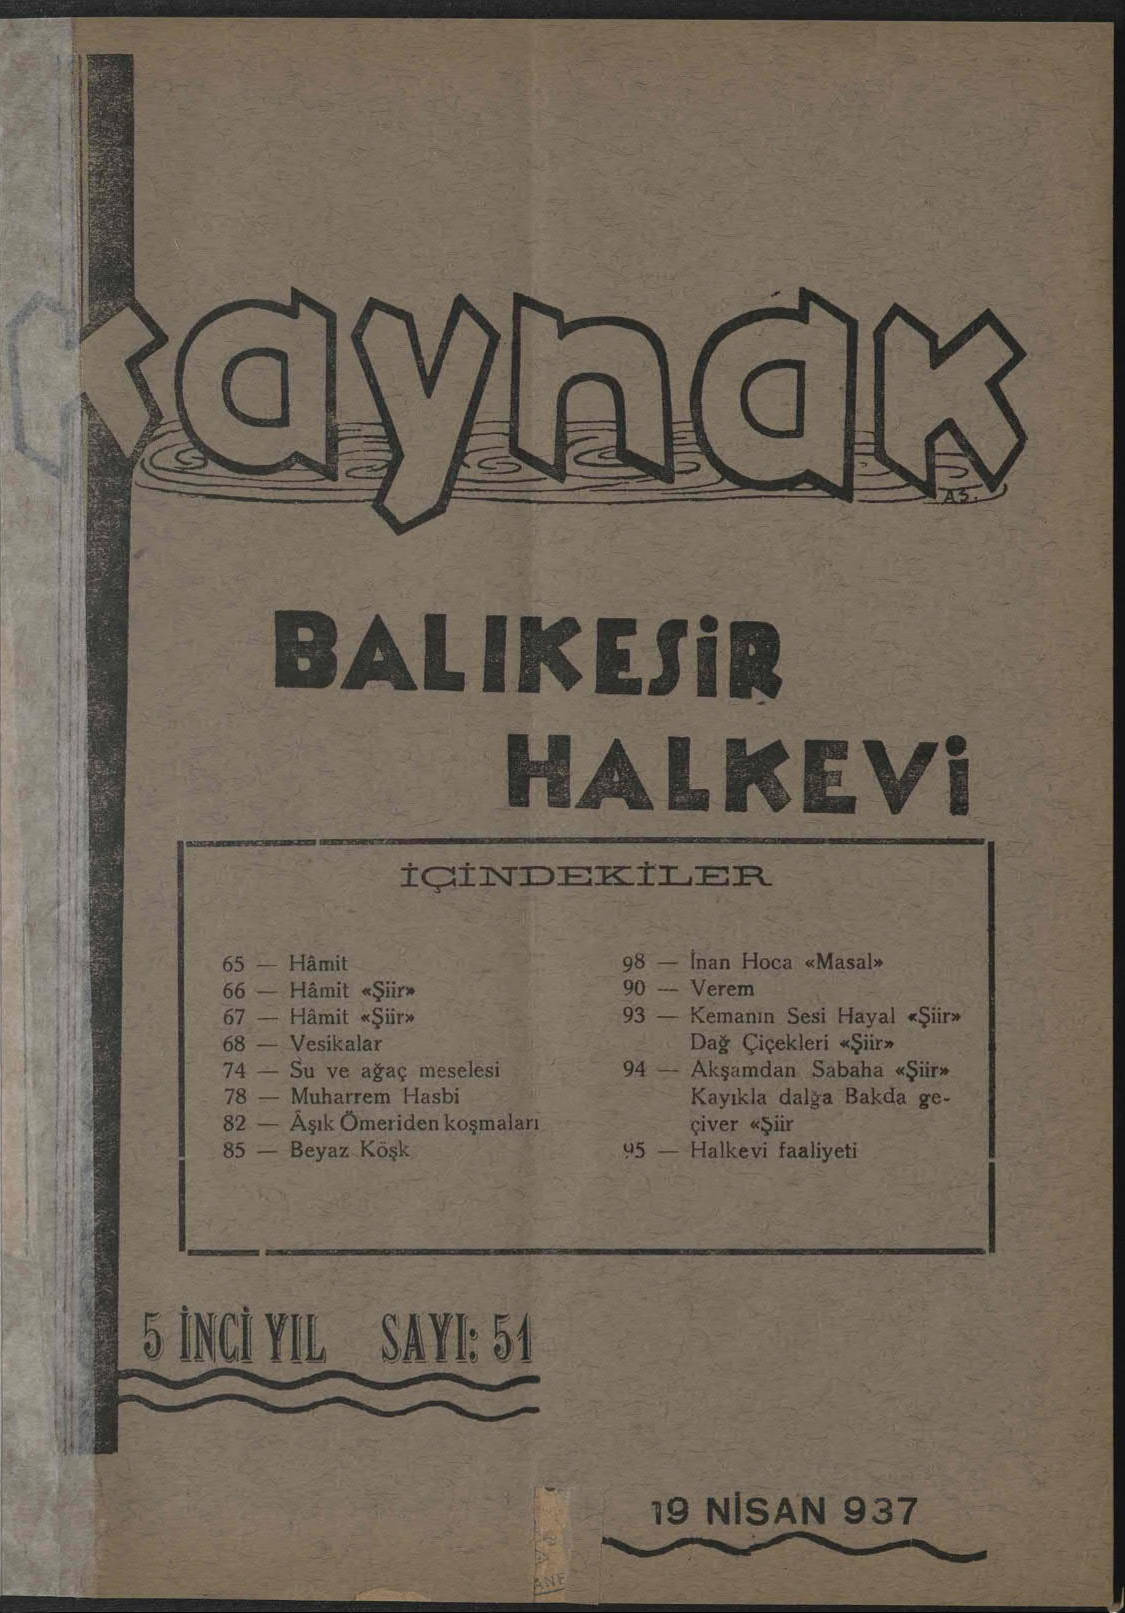 kaynak
AS.
BALIKESİR
HALKEVİ
İÇİNDEKİLER
65 — Hâmit
66 — Hâmit «Şiir»
67 — Hâmit «Şiir»
68 — Vesikalar
74 — Su ve ağaç meselesi
78 — Muharrem Hasbi
82 — Âşık Ömeriden koşmaları
85 — Beyaz Köşk
98 — İnan Hoca «Masal»
90 — Verem
93 — Kemanın Sesi Hayal «Şiir»
Dağ Çiçekleri «Şiir»
94 — Akşamdan Sabaha «Şiir»
Kayıkla dalga Bakda ge-
çiver «Şiir
95 — Halkevi faaliyeti
5 İNCİ YIL SAYI: 51
19 NİSAN 937